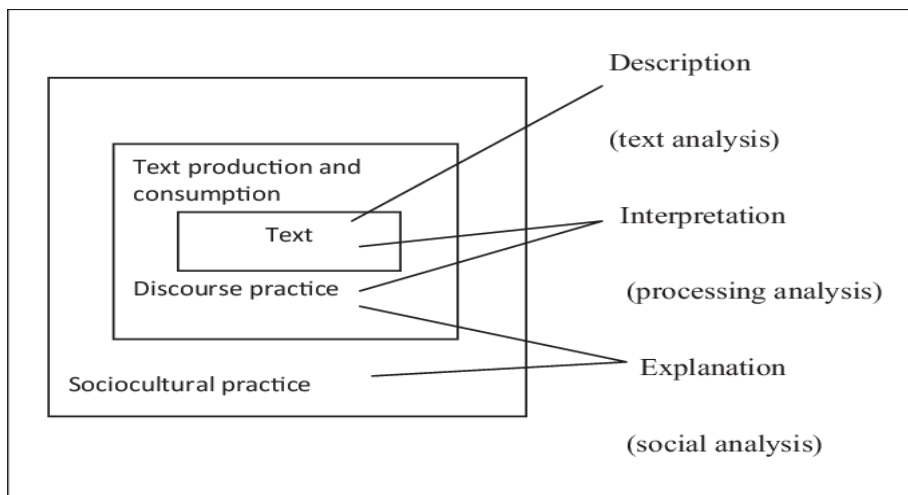 Description
(text analysis)
Text production and
consumption
Text
Interpretation
Discourse practice
(processing analysis)
Explanation
Sociocultural practice
(social analysis)